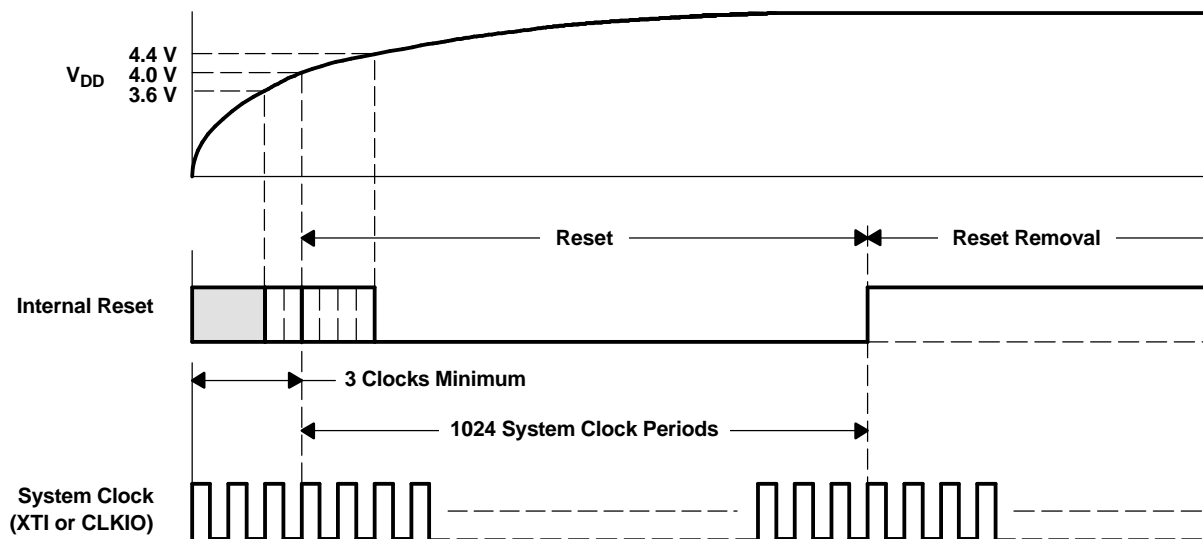 4.4 V
V_DD 4.0 V
3.6 V
Reset
Reset Removal
Internal Reset
3 Clocks Minimum
1024 System Clock Periods
System Clock
(XTI or CLKIO)